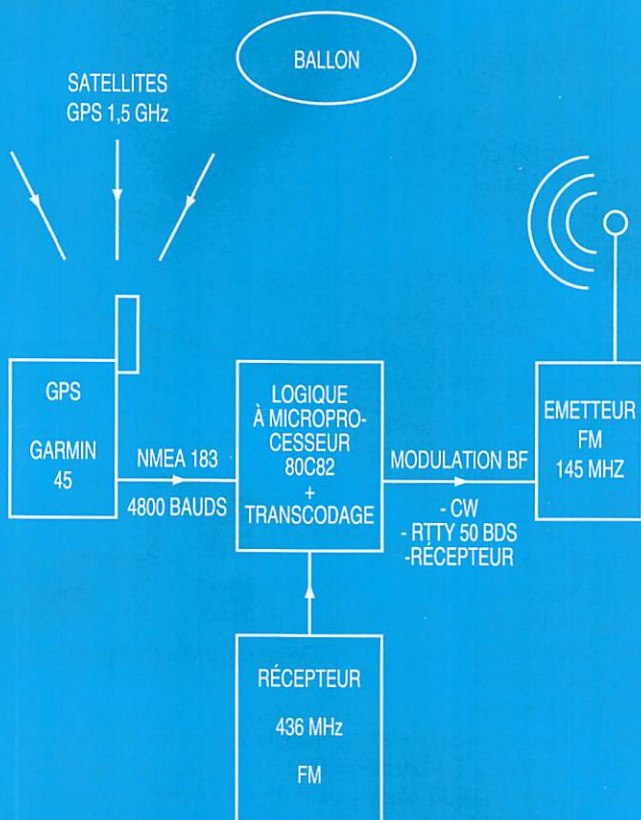 BALLON
SATELLITES
GPS 1,5 GHz
GPS
GARMIN
45
NMEA 183
4800 BAUDS
LOGIQUE
À MICROPRO-
CESSEUR
80C82
+
TRANSCODAGE
MODULATION BF
- CW
- RTTY 50 BDS
-RÉCEPTEUR
EMETTEUR
FM
145 MHZ
RÉCEPTEUR
436 MHz
FM